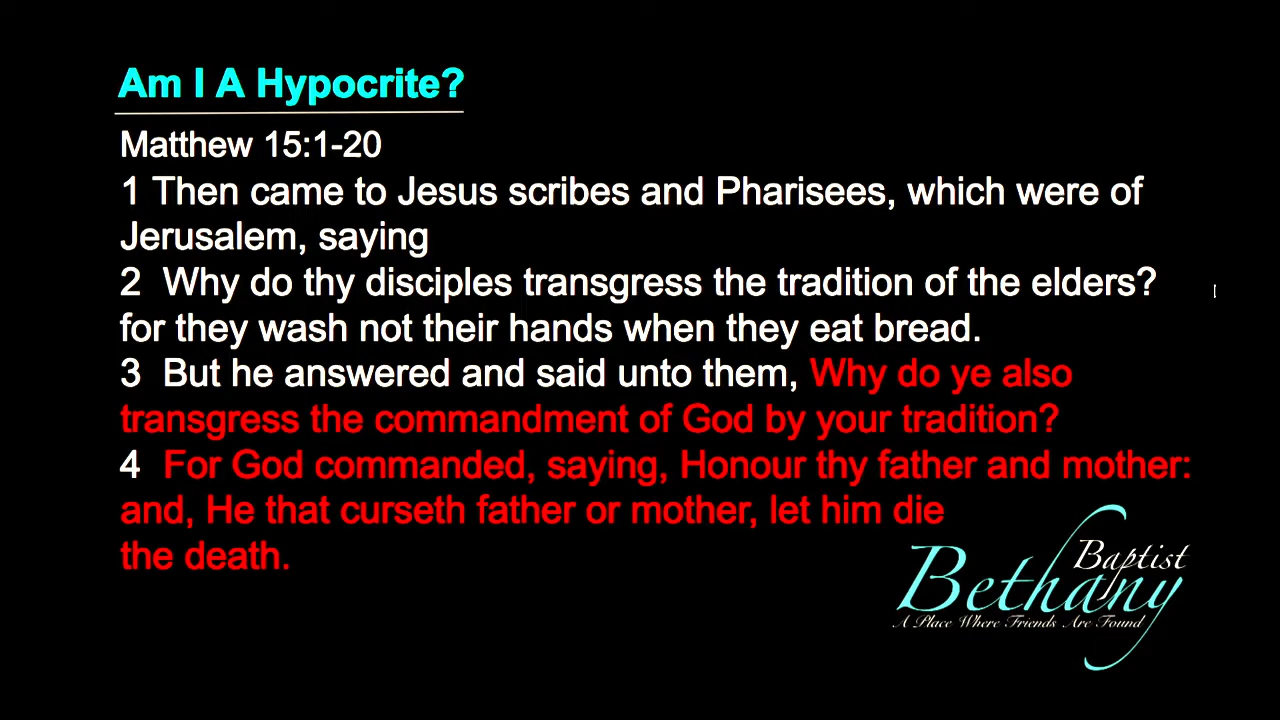 Am I A Hypocrite?
Matthew 15:1-20
1 Then came to Jesus scribes and Pharisees, which were of
Jerusalem, saying
2 Why do thy disciples transgress the tradition of the elders?
for they wash not their hands when they eat bread.
3 But he answered and said unto them, Why do ye also
transgress the commandment of God by your tradition?
4 For God commanded, saying, Honour thy father and mother:
and, He that curseth father or mother, let him die
the death.
Baptist
Bethany
A Place Where Friends Are Found